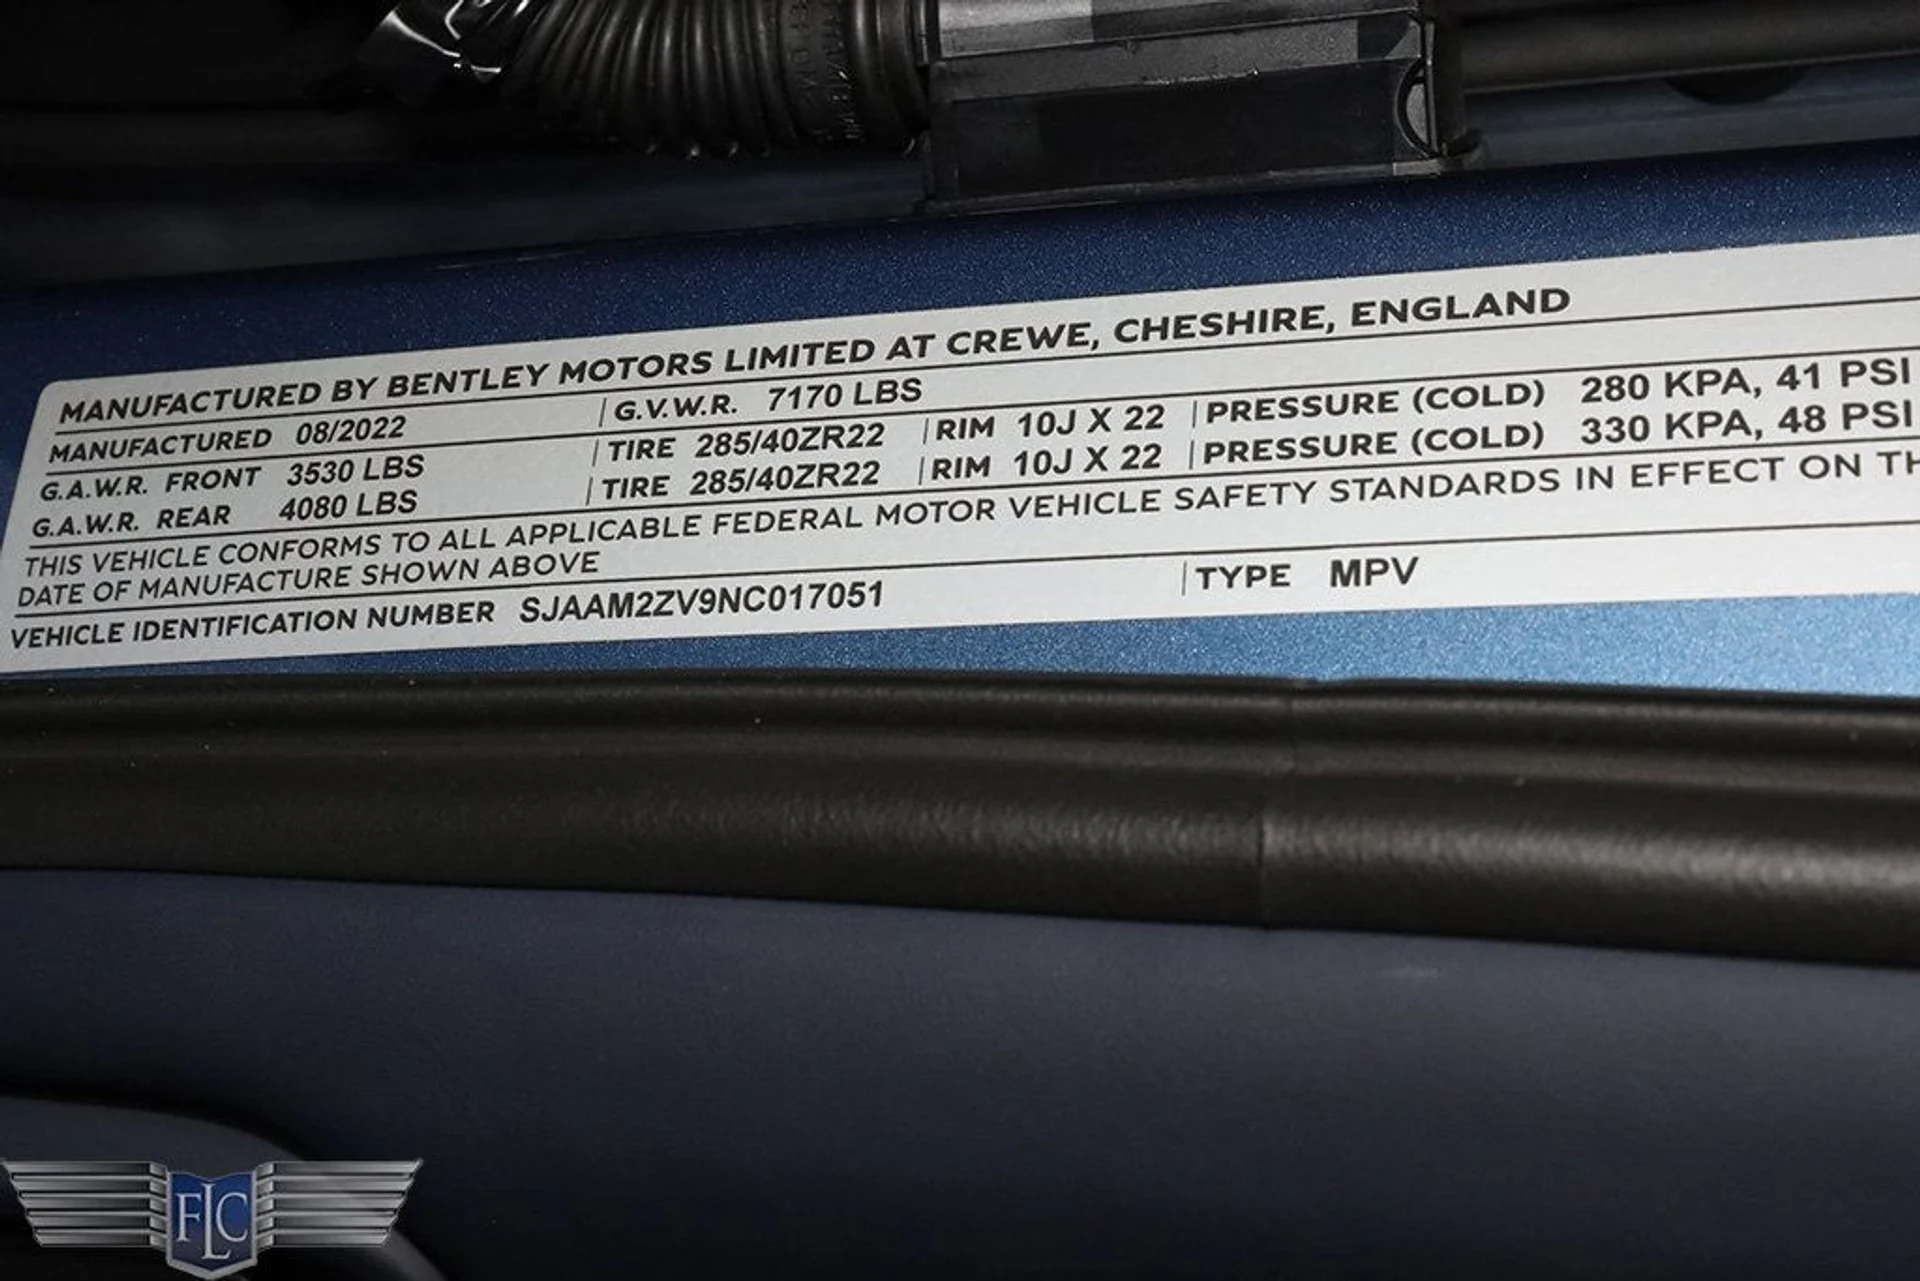 MANUFACTURED BY BENTLEY MOTORS LIMITED AT CREWE, CHESHIRE, ENGLAND
MANUFACTURED 08/2022 G.V.W.R. 7170 LBS
G.A.W.R. FRONT 3530 LBS TIRE 285/40ZR22 RIM 10J X 22 PRESSURE (COLD) 280 KPA, 41 PSI
G.A.W.R. REAR 4080 LBS TIRE 285/40ZR22 RIM 10J X 22 PRESSURE (COLD) 330 KPA, 48 PSI
THIS VEHICLE CONFORMS TO ALL APPLICABLE FEDERAL MOTOR VEHICLE SAFETY STANDARDS IN EFFECT ON TH
DATE OF MANUFACTURE SHOWN ABOVE
VEHICLE IDENTIFICATION NUMBER SJAAM2ZV9NC017051 TYPE MPV
FLC